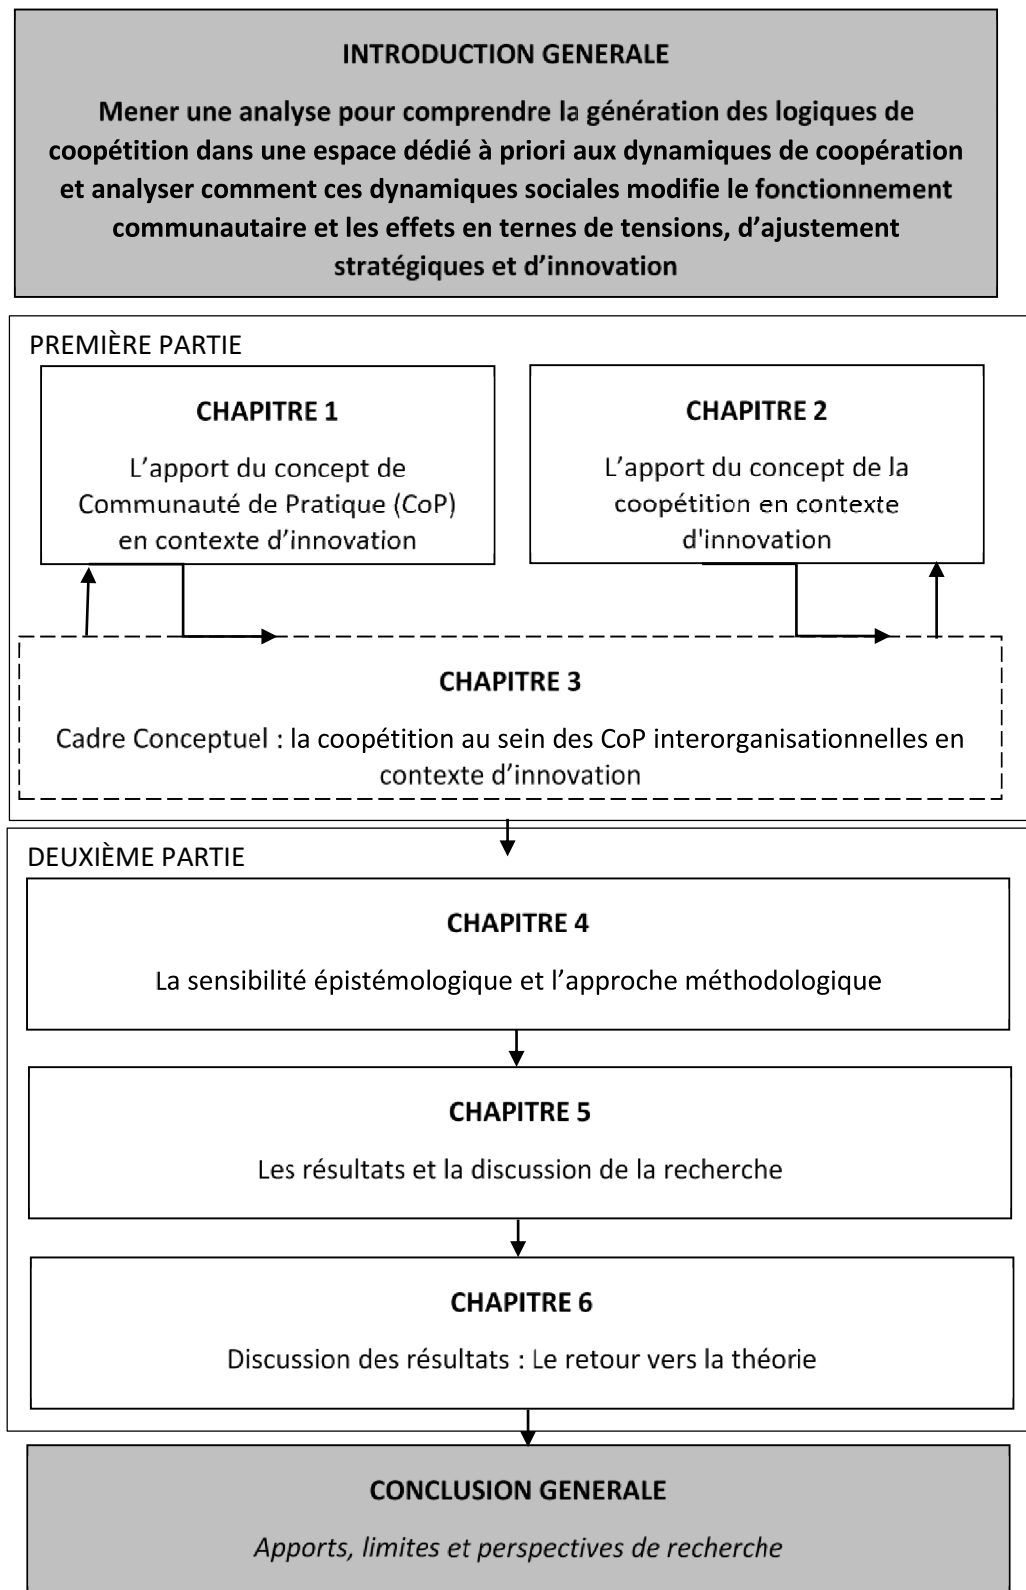 INTRODUCTION GENERALE
Mener une analyse pour comprendre la génération des logiques de
coopétition dans une espace dédié à priori aux dynamiques de coopération
et analyser comment ces dynamiques sociales modifie le fonctionnement
communautaire et les effets en ternes de tensions, d’ajustement
stratégiques et d’innovation
PREMIÈRE PARTIE
CHAPITRE 1
L’apport du concept de
Communauté de Pratique (CoP)
en contexte d’innovation
CHAPITRE 2
L’apport du concept de la
coopétition en contexte
d'innovation
CHAPITRE 3
Cadre Conceptuel : la coopétition au sein des CoP interorganisationnelles en
contexte d’innovation
DEUXIÈME PARTIE
CHAPITRE 4
La sensibilité épistémologique et l’approche méthodologique
CHAPITRE 5
Les résultats et la discussion de la recherche
CHAPITRE 6
Discussion des résultats : Le retour vers la théorie
CONCLUSION GENERALE
Apports, limites et perspectives de recherche